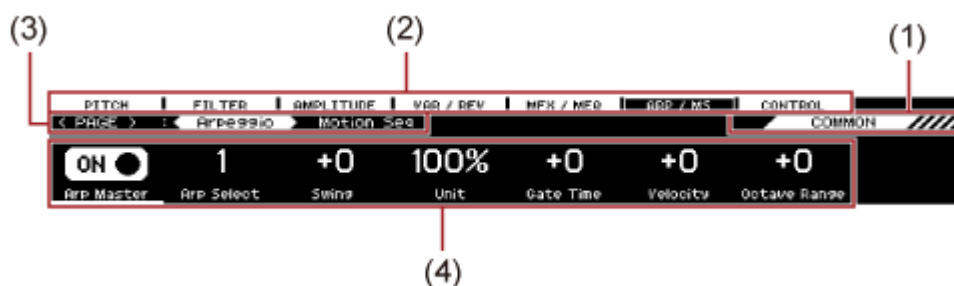 (3) (2) (1)
PITCH FILTER AMPLITUDE VAR / REV MFX / MEQ ARP / MS CONTROL
< PAGE > : Arpeggio Motion Seq COMMON
ON 1 +0 100% +0 +0 +0
Arp Master Arp Select Swing Unit Gate Time Velocity Octave Range
(4)